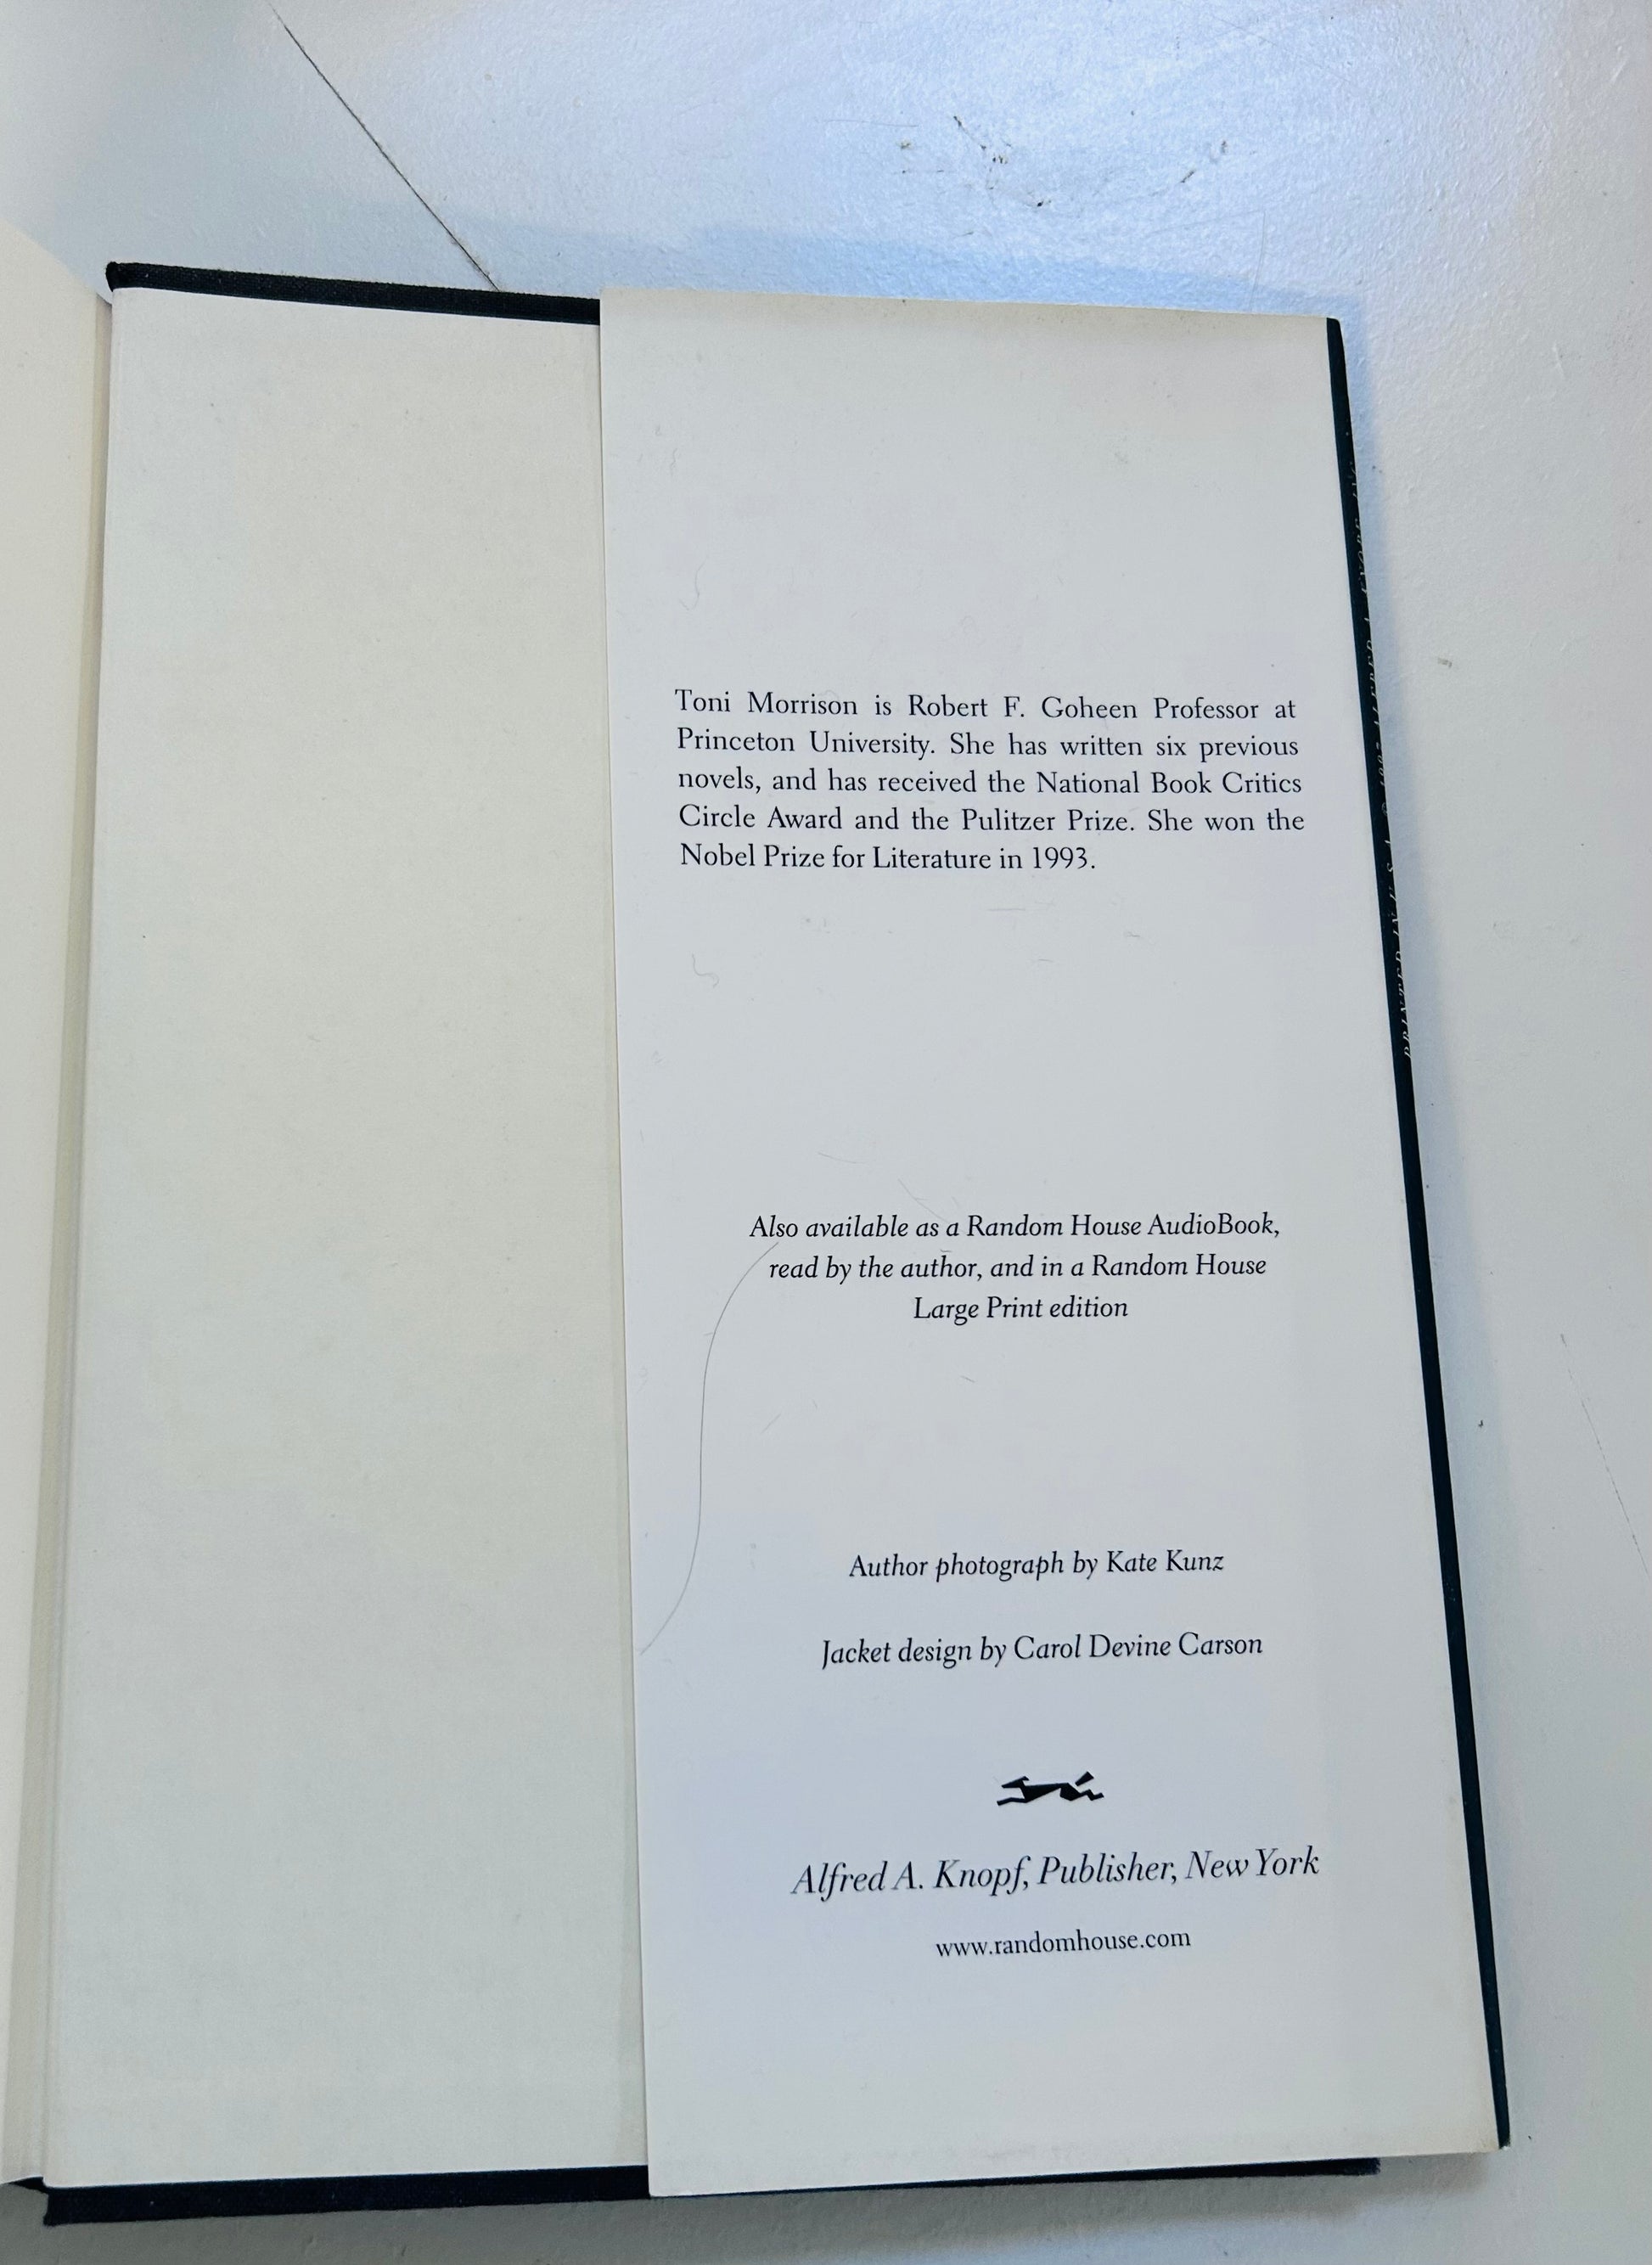 Toni Morrison is Robert F. Goheen Professor at
Princeton University. She has written six previous
novels, and has received the National Book Critics
Circle Award and the Pulitzer Prize. She won the
Nobel Prize for Literature in 1993.
Also available as a Random House AudioBook,
read by the author, and in a Random House
Large Print edition
Author photograph by Kate Kunz
Jacket design by Carol Devine Carson
Alfred A. Knopf, Publisher, New York
www.randomhouse.com
PRINTED IN U.S.A.